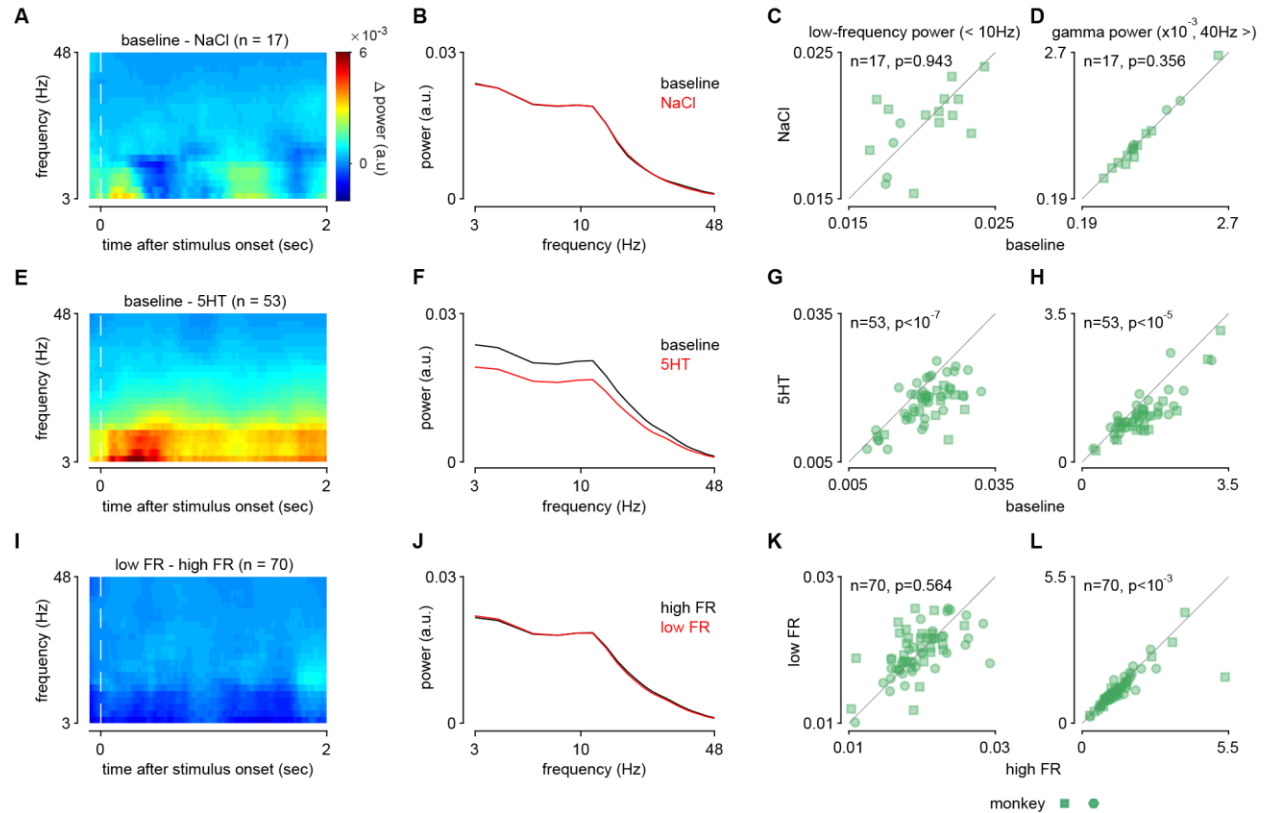 A
baseline - NaCl (n = 17)
×10⁻³
6
0
Δ power (a.u)
48
3
frequency (Hz)
0
2
time after stimulus onset (sec)
B
0.03
0
power (a.u.)
baseline
NaCl
3
10
48
frequency (Hz)
C
low-frequency power (< 10Hz)
0.025
n=17, p=0.943
NaCl
0.015
0.015
0.025
D
gamma power (x10⁻³, 40Hz >)
2.7
n=17, p=0.356
0.19
0.19
2.7
baseline
E
baseline - 5HT (n = 53)
48
3
frequency (Hz)
0
2
time after stimulus onset (sec)
F
0.03
0
power (a.u.)
baseline
5HT
3
10
48
frequency (Hz)
G
0.035
n=53, p<10⁻⁷
5HT
0.005
0.005
0.035
H
3.5
n=53, p<10⁻⁵
0
0
3.5
baseline
I
low FR - high FR (n = 70)
48
3
frequency (Hz)
0
2
time after stimulus onset (sec)
J
0.03
0
power (a.u.)
high FR
low FR
3
10
48
frequency (Hz)
K
0.03
n=70, p=0.564
low FR
0.01
0.01
0.03
L
5.5
n=70, p<10⁻³
0
0
5.5
high FR
monkey